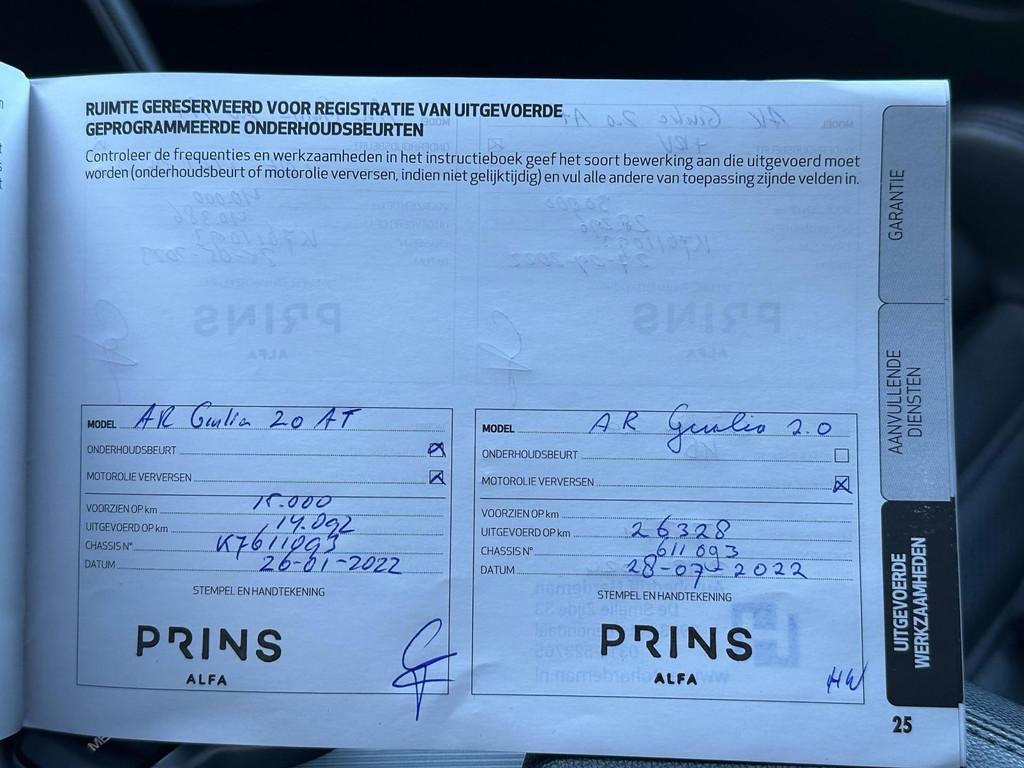 RUIMTE GERESERVEERD VOOR REGISTRATIE VAN UITGEVOERDE
GEPROGRAMMEERDE ONDERHOUDSBEURTEN
Controleer de frequenties en werkzaamheden in het instructieboek geef het soort bewerking aan die uitgevoerd moet
worden (onderhoudsbeurt of motorolie verversen, indien niet gelijktijdig) en vul alle andere van toepassing zijnde velden in.
MODEL AR Giulia 2.0 AT
ONDERHOUDSBEURT
MOTOROLIE VERVERSEN
VOORZIEN OP km 15.000
UITGEVOERD OP km 14.092
CHASSIS N° K7611093
DATUM 26-01-2022
STEMPEL EN HANDTEKENING
PRINS
ALFA
MODEL AR Giulia 2.0
ONDERHOUDSBEURT
MOTOROLIE VERVERSEN
VOORZIEN OP km
UITGEVOERD OP km 26328
CHASSIS N° 611093
DATUM 28-07-2022
STEMPEL EN HANDTEKENING
PRINS
ALFA
HW
GARANTIE
AANVULLENDE
DIENSTEN
UITGEVOERDE
WERKZAAMHEDEN
25